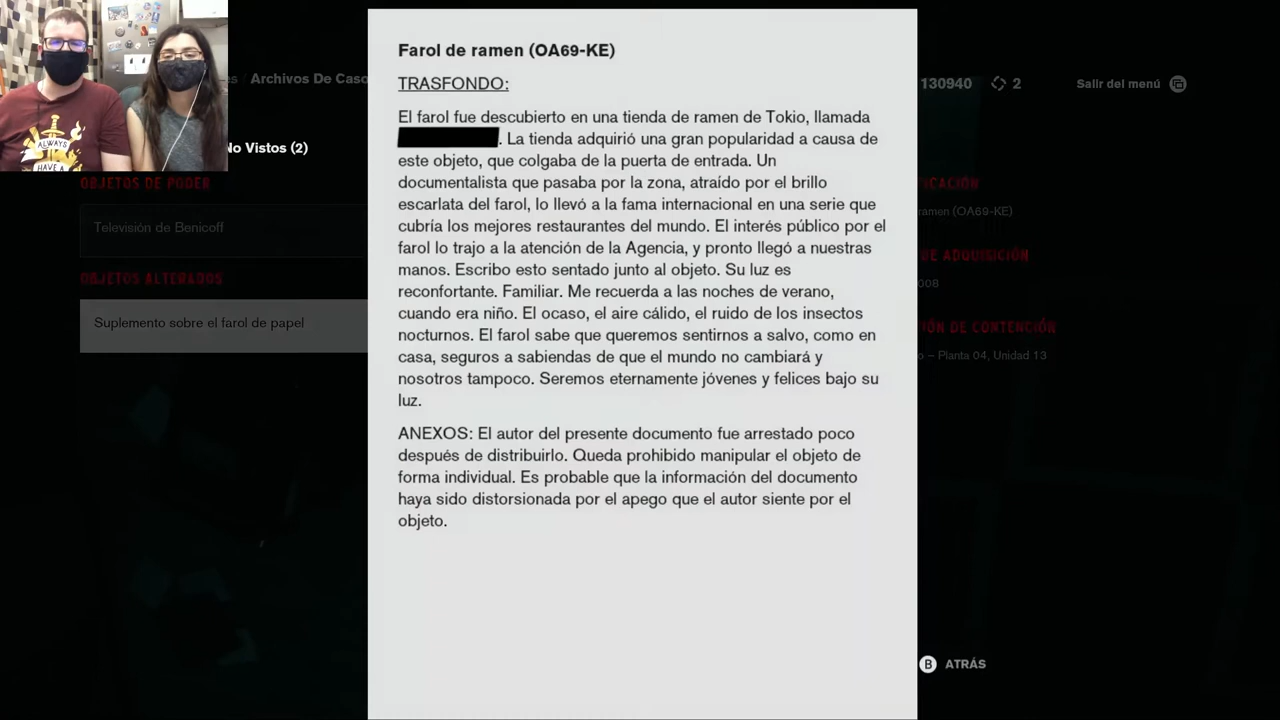 Farol de ramen (OA69-KE)
TRASFONDO:
El farol fue descubierto en una tienda de ramen de Tokio, llamada
. La tienda adquirió una gran popularidad a causa de
este objeto, que colgaba de la puerta de entrada. Un
documentalista que pasaba por la zona, atraído por el brillo
escarlata del farol, lo llevó a la fama internacional en una serie que
cubría los mejores restaurantes del mundo. El interés público por el
farol lo trajo a la atención de la Agencia, y pronto llegó a nuestras
manos. Escribo esto sentado junto al objeto. Su luz es
reconfortante. Familiar. Me recuerda a las noches de verano,
cuando era niño. El ocaso, el aire cálido, el ruido de los insectos
nocturnos. El farol sabe que queremos sentirnos a salvo, como en
casa, seguros a sabiendas de que el mundo no cambiará y
nosotros tampoco. Seremos eternamente jóvenes y felices bajo su
luz.
ANEXOS: El autor del presente documento fue arrestado poco
después de distribuirlo. Queda prohibido manipular el objeto de
forma individual. Es probable que la información del documento
haya sido distorsionada por el apego que el autor siente por el
objeto.
es / Archivos De Caso
No Vistos (2)
OBJETOS DE PODER
Televisión de Benicoff
OBJETOS ALTERADOS
Suplemento sobre el farol de papel
130940 2
Salir del menú
ICACIÓN
ramen (OA69-KE)
DE ADQUISICIÓN
008
IÓN DE CONTENCIÓN
o – Planta 04, Unidad 13
B ATRÁS
ALWAYS
HAVE A